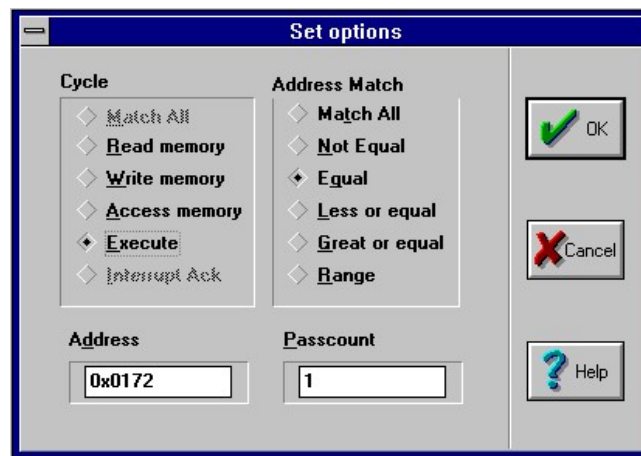 Set options
Cycle
Match All
Read memory
Write memory
Access memory
Execute
Interrupt Ack
Address Match
Match All
Not Equal
Equal
Less or equal
Great or equal
Range
Address
0x0172
Passcount
1
OK
Cancel
Help